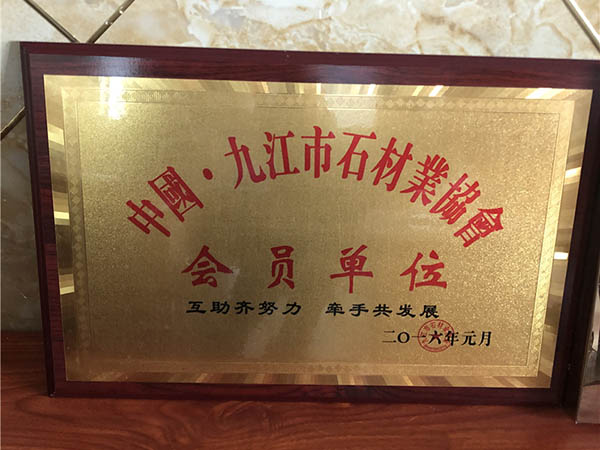 中國·九江市石材業協會
会员单位
互助齐努力 牵手共发展
二〇一六年元月